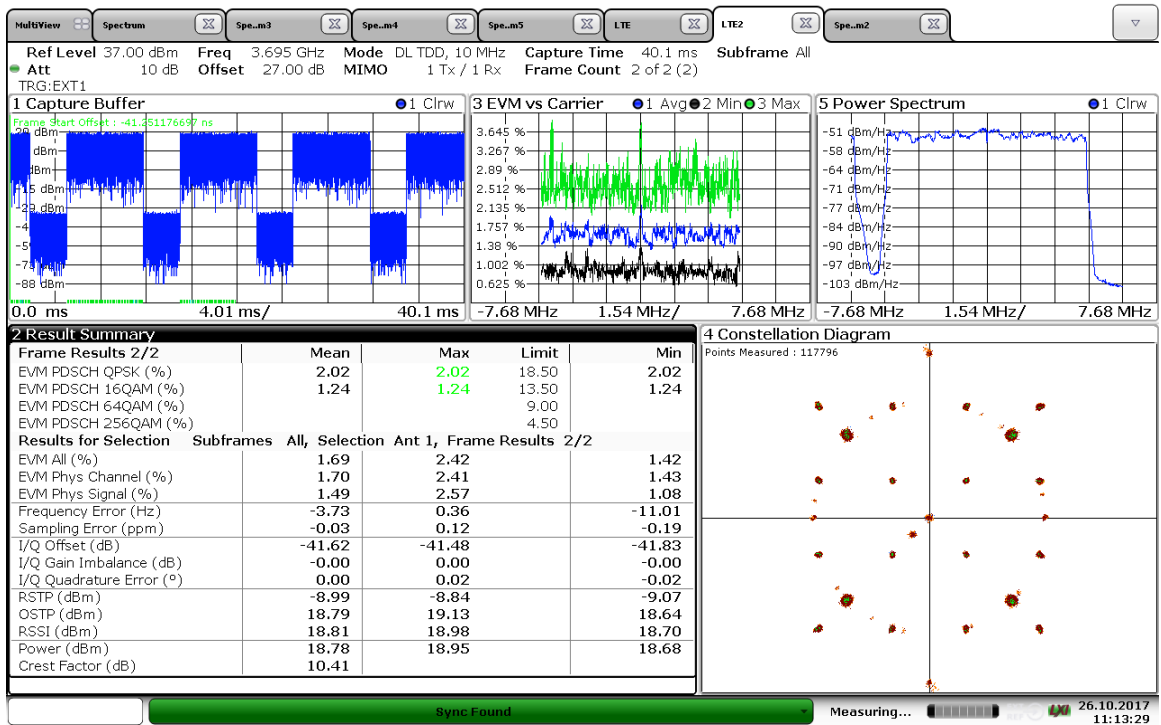 MultiView Spectrum Spe..m3 Spe..m4 Spe..m5 LTE LTE2 Spe..m2
Ref Level 37.00 dBm Freq 3.695 GHz Mode DL TDD, 10 MHz Capture Time 40.1 ms Subframe All
Att 10 dB Offset 27.00 dB MIMO 1 Tx / 1 Rx Frame Count 2 of 2 (2)
TRG:EXT1
1 Capture Buffer 1 Clrw
Frame Start Offset : -41.251176697 ns
-88 dBm
0.0 ms 4.01 ms/ 40.1 ms
3 EVM vs Carrier 1 Avg 2 Min 3 Max
3.645 %
3.267 %
2.89 %
2.512 %
2.135 %
1.757 %
1.38 %
1.002 %
0.625 %
-7.68 MHz 1.54 MHz/ 7.68 MHz
5 Power Spectrum 1 Clrw
-51 dBm/Hz
-58 dBm/Hz
-64 dBm/Hz
-71 dBm/Hz
-77 dBm/Hz
-84 dBm/Hz
-90 dBm/Hz
-97 dBm/Hz
-103 dBm/Hz
-7.68 MHz 1.54 MHz/ 7.68 MHz
2 Result Summary
Frame Results 2/2 Mean Max Limit Min
EVM PDSCH QPSK (%) 2.02 2.02 18.50 2.02
EVM PDSCH 16QAM (%) 1.24 1.24 13.50 1.24
EVM PDSCH 64QAM (%) 9.00
EVM PDSCH 256QAM (%) 4.50
Results for Selection Subframes All, Selection Ant 1, Frame Results 2/2
EVM All (%) 1.69 2.42 1.42
EVM Phys Channel (%) 1.70 2.41 1.43
EVM Phys Signal (%) 1.49 2.57 1.08
Frequency Error (Hz) -3.73 0.36 -11.01
Sampling Error (ppm) -0.03 0.12 -0.19
I/Q Offset (dB) -41.62 -41.48 -41.83
I/Q Gain Imbalance (dB) -0.00 0.00 -0.00
I/Q Quadrature Error (°) 0.00 0.02 -0.02
RSTP (dBm) -8.99 -8.84 -9.07
OSTP (dBm) 18.79 19.13 18.64
RSSI (dBm) 18.81 18.98 18.70
Power (dBm) 18.78 18.95 18.68
Crest Factor (dB) 10.41
4 Constellation Diagram
Points Measured : 117796
Sync Found
Measuring...
REF
LXI
26.10.2017
11:13:29